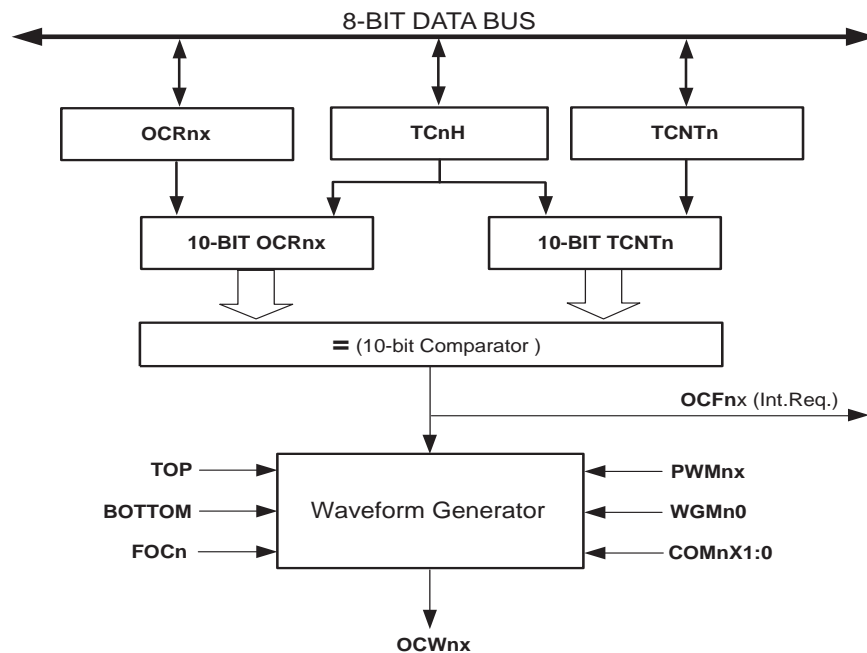 8-BIT DATA BUS
OCRnx
TCnH
TCNTn
10-BIT OCRnx
10-BIT TCNTn
= (10-bit Comparator )
OCFnx (Int.Req.)
TOP
PWMnx
Waveform Generator
BOTTOM
WGMn0
FOCn
COMnX1:0
OCWnx